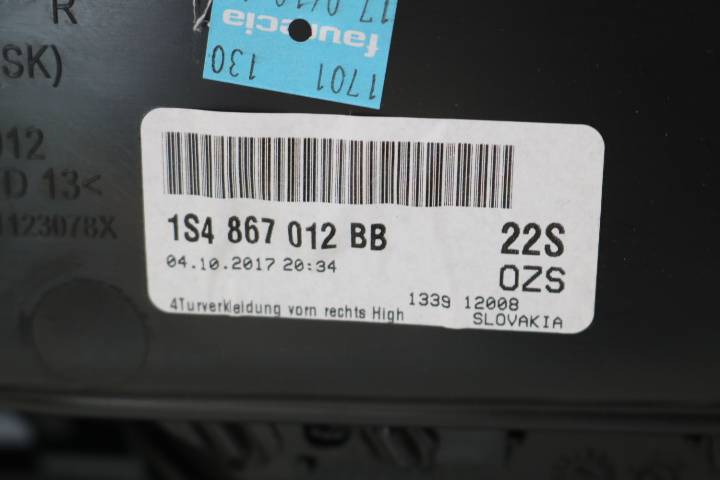 R
SK)
012
D 13<
1123078X
faurecia
1701
130
1S4 867 012 BB
22S
04.10.2017 20:34
OZS
4Turverkleidung vorn rechts High
1339 12008
SLOVAKIA